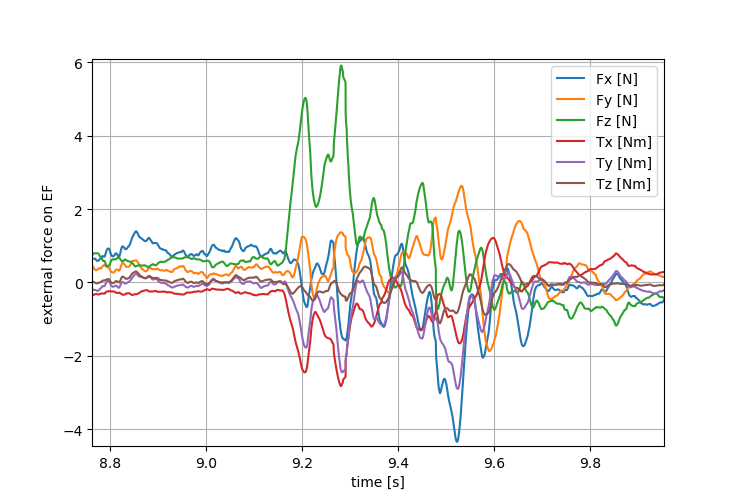 6
4
2
0
−2
−4
external force on EF
Fx [N]
Fy [N]
Fz [N]
Tx [Nm]
Ty [Nm]
Tz [Nm]
8.8 9.0 9.2 9.4 9.6 9.8
time [s]